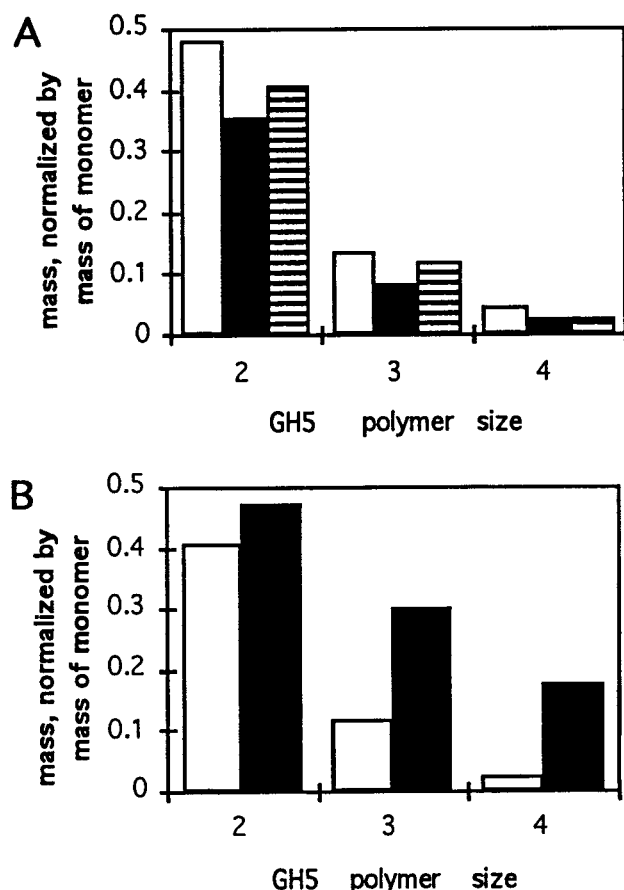 A
mass, normalized by
mass of monomer
0.5
0.4
0.3
0.2
0.1
0
2 3 4
GH5 polymer size
B
mass, normalized by
mass of monomer
0.5
0.4
0.3
0.2
0.1
0
2 3 4
GH5 polymer size